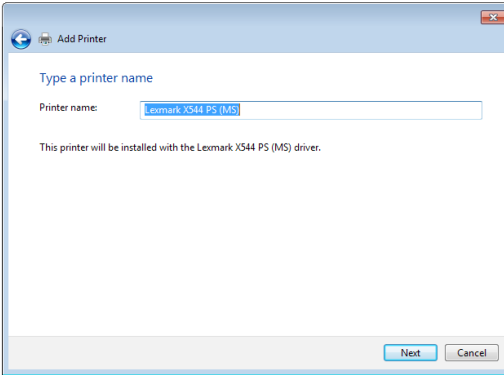 Add Printer
Type a printer name
Printer name: Lexmark X544 PS (MS)
This printer will be installed with the Lexmark X544 PS (MS) driver.
Next Cancel